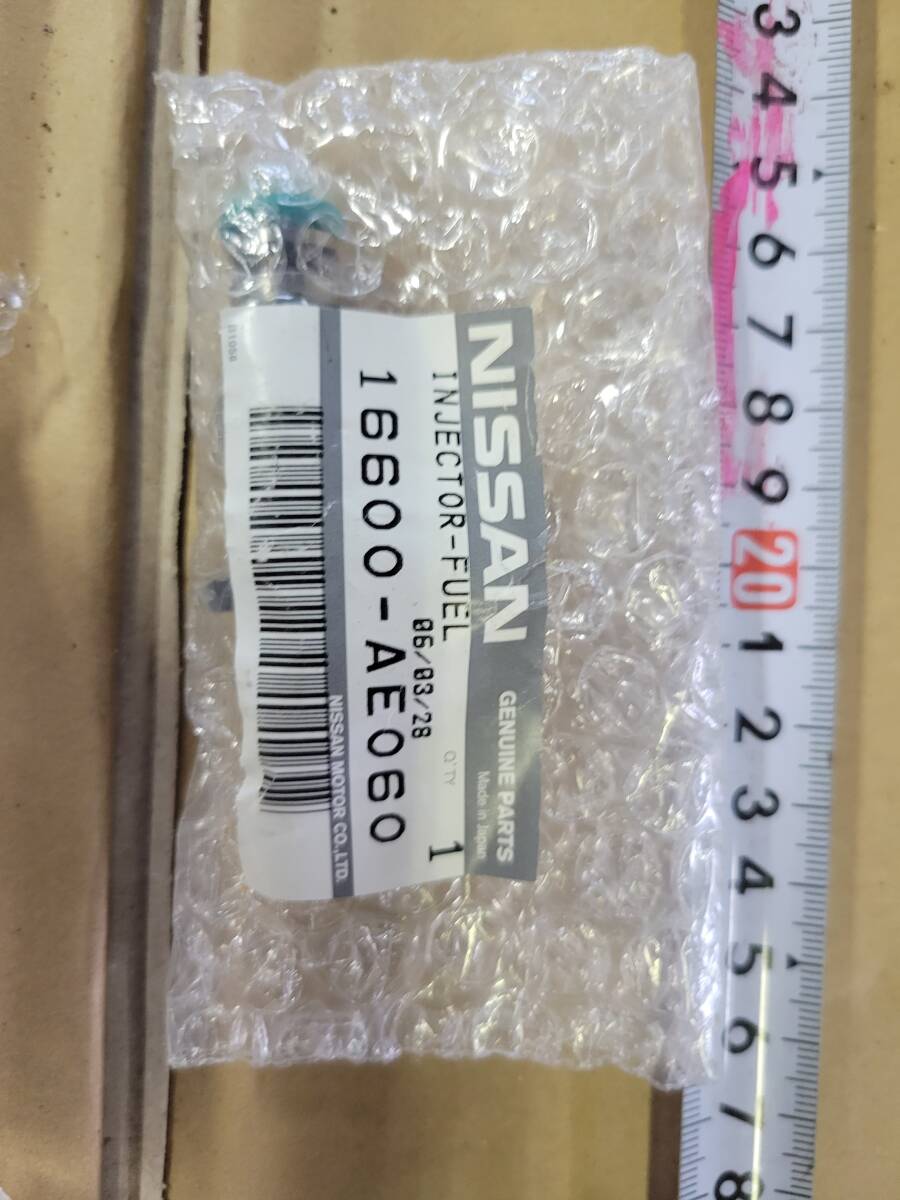 NISSAN GENUINE PARTS
Made in Japan
INJECTOR-FUEL
06/03/28 Q'TY 1
16600-AE060
NISSAN MOTOR CO.,LTD.
3 4 5 6 7 8 9 20 1 2 3 4 5 6 7 8